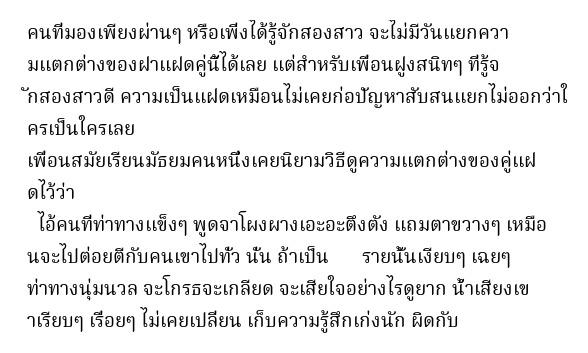 คนที่มองเพียงผ่านๆ หรือเพิ่งได้รู้จักสองสาว จะไม่มีวันแยกควา
มแตกต่างของฝาแฝดคู่นี้ได้เลย แต่สำหรับเพื่อนฝูงสนิทๆ ที่รู้จ
ักสองสาวดี ความเป็นแฝดเหมือนไม่เคยก่อปัญหาสับสนแยกไม่ออกว่าใ
ครเป็นใครเลย
เพื่อนสมัยเรียนมัธยมคนหนึ่งเคยนิยามวิธีดูความแตกต่างของคู่แฝ
ดไว้ว่า
ไอ้คนที่ท่าทางแข็งๆ พูดจาโผงผางเอะอะตึงตัง แถมตาขวางๆ เหมือ
นจะไปต่อยตีกับคนเขาไปทั่ว นั่น ถ้าเป็น รายนั้นเงียบๆ เฉยๆ
ท่าทางนุ่มนวล จะโกรธจะเกลียด จะเสียใจอย่างไรดูยาก น้ำเสียงเข
าเรียบๆ เรื่อยๆ ไม่เคยเปลี่ยน เก็บความรู้สึกเก่งนัก ผิดกับ